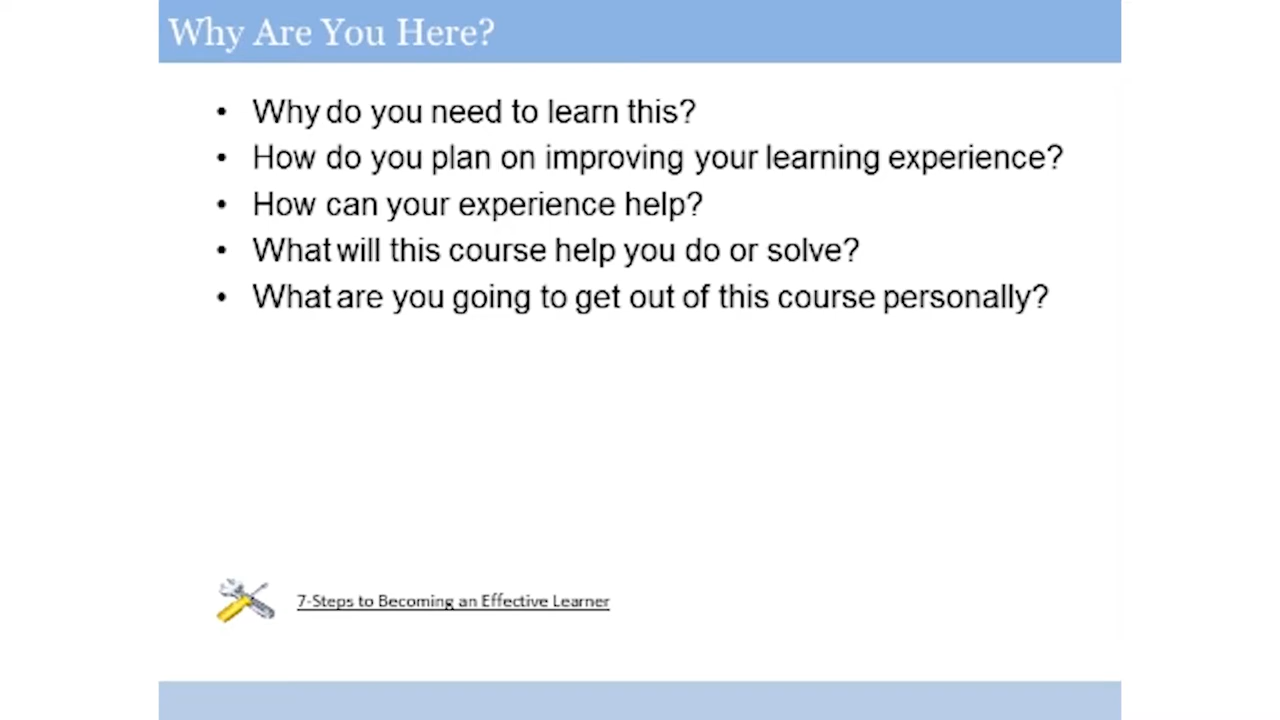 Why Are You Here?
• Why do you need to learn this?
• How do you plan on improving your learning experience?
• How can your experience help?
• What will this course help you do or solve?
• What are you going to get out of this course personally?
7-Steps to Becoming an Effective Learner